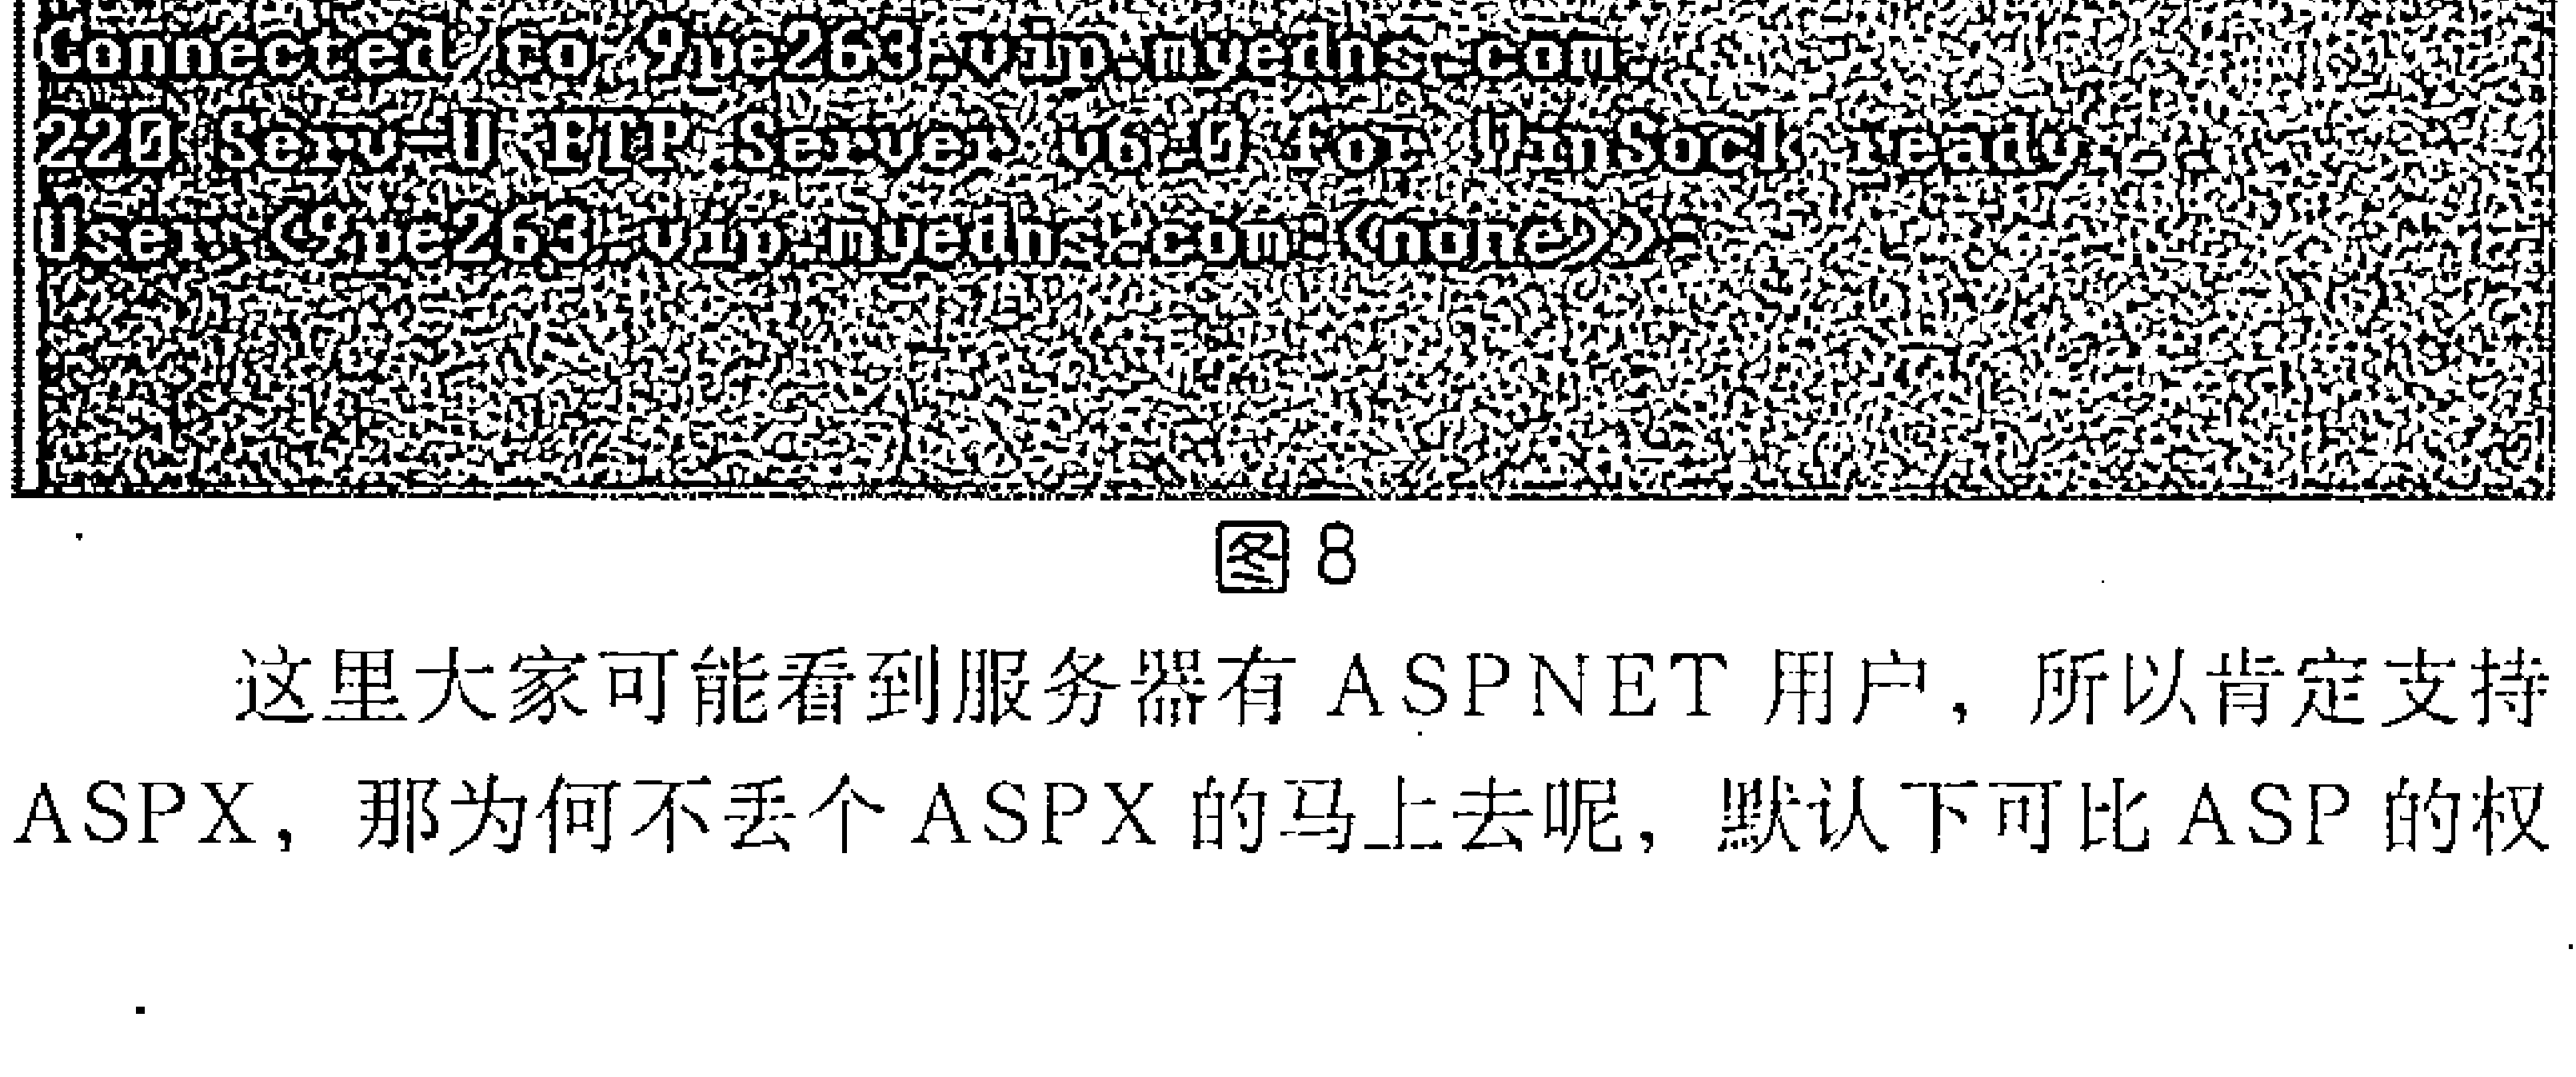 Connected to 9pe263.vip.myedns.com.
220 Serv-U FTP Server v6.0 for WinSock ready...
User (9pe263.vip.myedns.com:(none)):
图 8
这里大家可能看到服务器有 ASPNET 用户，所以肯定支持
ASPX，那为何不丢个 ASPX 的马上去呢，默认下可比 ASP 的权